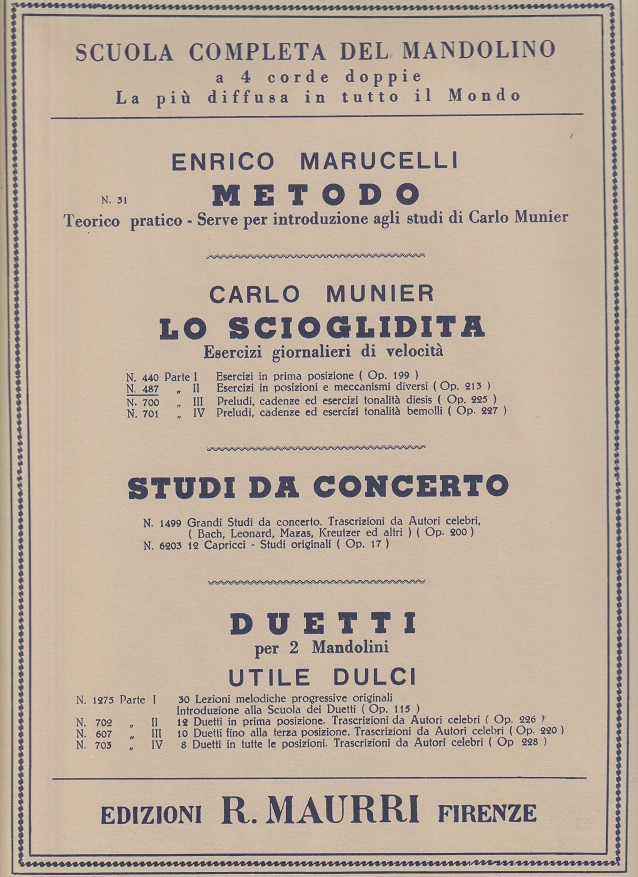 SCUOLA COMPLETA DEL MANDOLINO
a 4 corde doppie
La più diffusa in tutto il Mondo
ENRICO MARUCELLI
N. 31 METODO
Teorico pratico - Serve per introduzione agli studi di Carlo Munier
CARLO MUNIER
LO SCIOGLIDITA
Esercizi giornalieri di velocità
N. 440 Parte I Esercizi in prima posizione ( Op. 199 )
N. 487 „ II Esercizi in posizioni e meccanismi diversi ( Op. 213 )
N. 700 „ III Preludi, cadenze ed esercizi tonalità diesis ( Op. 225 )
N. 701 „ IV Preludi, cadenze ed esercizi tonalità bemolli ( Op. 227 )
STUDI DA CONCERTO
N. 1499 Grandi Studi da concerto. Trascrizioni da Autori celebri,
( Bach, Leonard, Mazas, Kreutzer ed altri ) ( Op. 200 )
N. 6203 12 Capricci - Studi originali ( Op. 17 )
DUETTI
per 2 Mandolini
UTILE DULCI
N. 1275 Parte I 30 Lezioni melodiche progressive originali
Introduzione alla Scuola dei Duetti ( Op. 115 )
N. 702 „ II 12 Duetti in prima posizione. Trascrizioni da Autori celebri ( Op. 226 )
N. 607 „ III 10 Duetti fino alla terza posizione. Trascrizioni da Autori celebri ( Op. 220 )
N. 703 „ IV 8 Duetti in tutte le posizioni. Trascrizioni da Autori celebri ( Op 228 )
EDIZIONI R. MAURRI FIRENZE